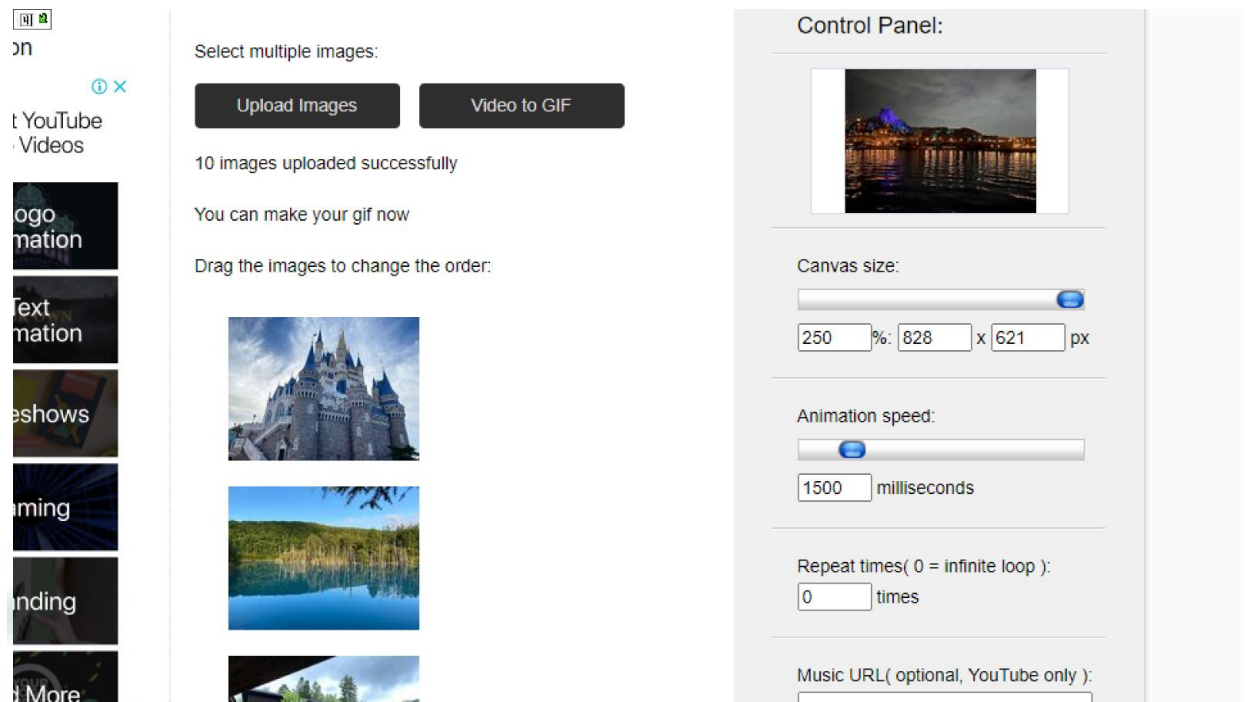 on
t YouTube
Videos
ogo
mation
Text
mation
eshows
aming
nding
d More
Select multiple images:
Upload Images
Video to GIF
10 images uploaded successfully
You can make your gif now
Drag the images to change the order:
Control Panel:
Canvas size:
250 %: 828 x 621 px
Animation speed:
1500 milliseconds
Repeat times( 0 = infinite loop ):
0 times
Music URL( optional, YouTube only ):